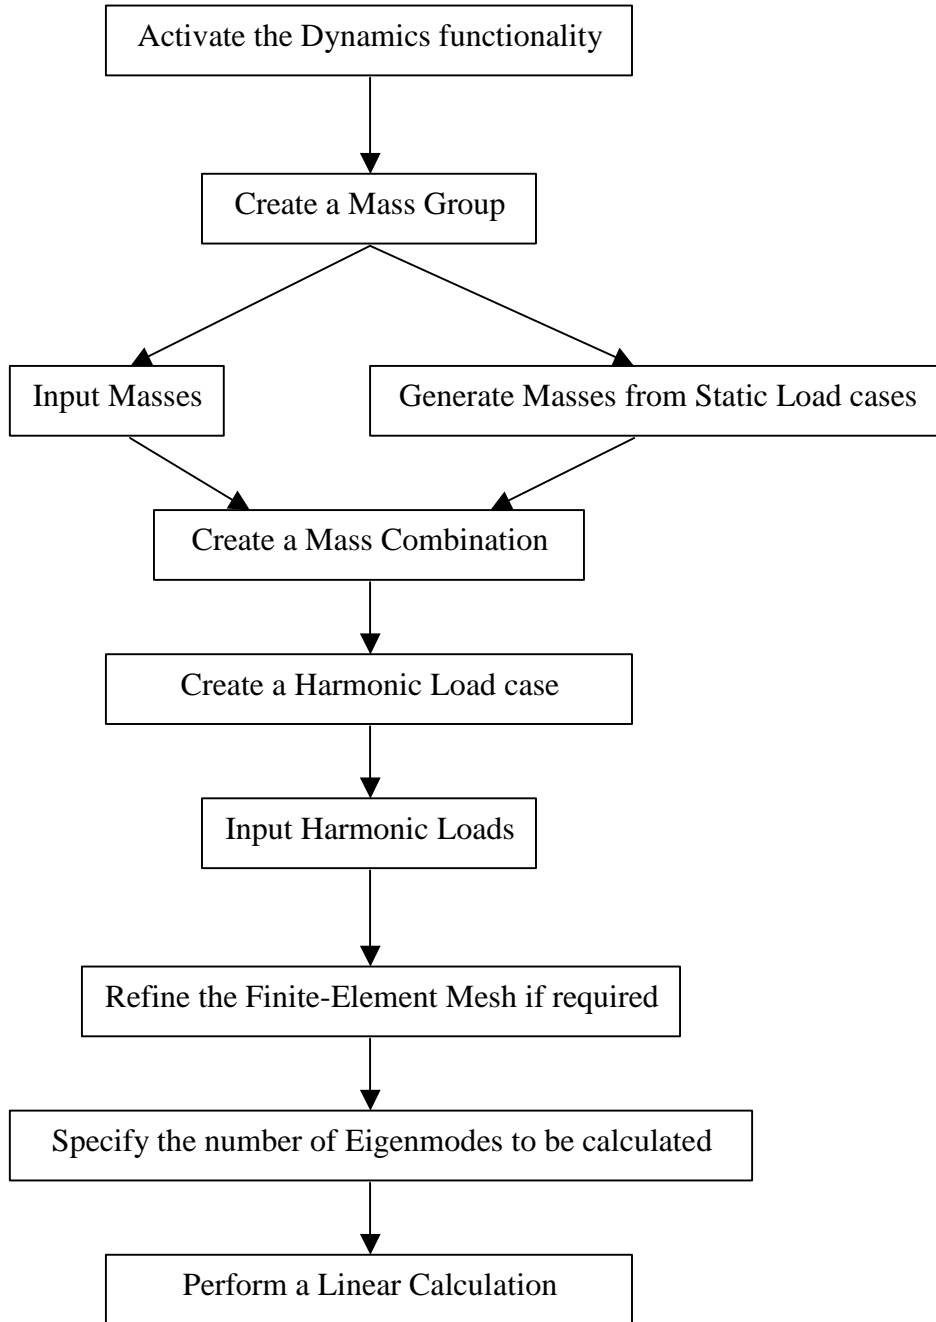 Activate the Dynamics functionality
Create a Mass Group
Input Masses
Generate Masses from Static Load cases
Create a Mass Combination
Create a Harmonic Load case
Input Harmonic Loads
Refine the Finite-Element Mesh if required
Specify the number of Eigenmodes to be calculated
Perform a Linear Calculation